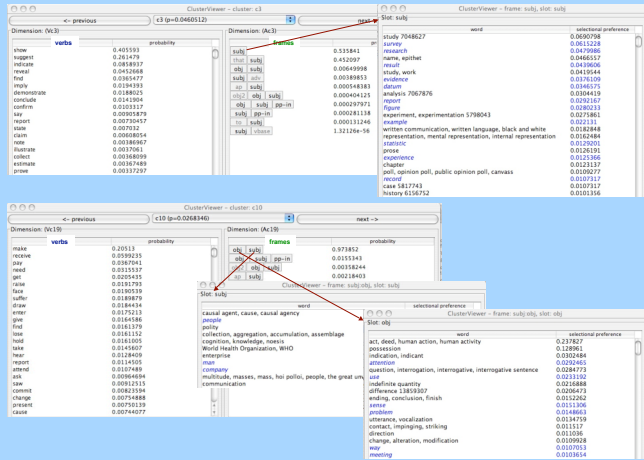 ClusterViewer - cluster: c3
<- previous
c3 (p=0.0460512)
next
Dimension: (Vc3)
verbs probability
show 0.405593
suggest 0.261479
indicate 0.0858937
reveal 0.0452668
find 0.0365477
imply 0.0194393
demonstrate 0.0188025
conclude 0.0141904
confirm 0.0103317
say 0.00905879
report 0.00730457
state 0.007032
claim 0.00608054
note 0.00386967
illustrate 0.0037061
collect 0.00368099
estimate 0.00367489
prove 0.00337297
Dimension: (Ac3)
frames
subj 0.535841
that subj 0.452097
obj subj 0.00649998
subj adv 0.00389853
ap subj 0.000548383
obj2 obj subj 0.000404125
obj subj pp-in 0.000297971
subj pp-in 0.000281138
to subj 0.000131246
subj vbase 1.32126e-56
ClusterViewer - frame: subj, slot: subj
Slot: subj
word selectional preference
study 7048627 0.0690798
survey 0.0615228
research 0.0479986
name, epithet 0.0466557
result 0.0439606
study, work 0.0419544
evidence 0.0376109
datum 0.0346575
analysis 7067876 0.0304419
report 0.0292167
figure 0.0280233
experiment, experimentation 5798043 0.0275861
example 0.022131
written communication, written language, black and white 0.0182848
representation, mental representation, internal representation 0.0162484
statistic 0.0129201
prose 0.0126191
experience 0.0125366
chapter 0.0123137
poll, opinion poll, public opinion poll, canvass 0.0109277
record 0.0107317
case 5817743 0.0107317
history 6156752 0.0101356
ClusterViewer - cluster: c10
<- previous
c10 (p=0.0268346)
next ->
Dimension: (Vc19)
verbs probability
make 0.20513
receive 0.0599235
pay 0.0367041
need 0.0315537
get 0.0205435
raise 0.0191793
face 0.0190539
suffer 0.0189879
draw 0.0184434
enter 0.0175213
give 0.0164586
find 0.0161379
lose 0.0161152
hold 0.0161005
take 0.0145607
hear 0.0128409
report 0.0114505
attend 0.0107489
ask 0.00964694
saw 0.00912515
commit 0.00823594
change 0.00754888
present 0.00750139
cause 0.00744077
Dimension: (Ac19)
frames probability
obj subj 0.973852
obj subj pp-in 0.0155343
obj2 obj subj 0.00358244
ap subj 0.00218403
ClusterViewer - frame: subj:obj, slot: subj
Slot: subj
word selectional preference
causal agent, cause, causal agency
people
polity
collection, aggregation, accumulation, assemblage
cognition, knowledge, noesis
World Health Organization, WHO
enterprise
man
company
multitude, masses, mass, hoi polloi, people, the great un
communication
ClusterViewer - frame: subj:obj, slot: obj
Slot: obj
word selectional preference
act, deed, human action, human activity 0.237827
possession 0.128961
indication, indicant 0.0302484
attention 0.0292465
question, interrogation, interrogative, interrogative sentence 0.0284773
use 0.0233192
indefinite quantity 0.0216888
difference 13859307 0.0206473
ending, conclusion, finish 0.0152262
sense 0.0151306
problem 0.0148663
utterance, vocalization 0.0134759
contact, impinging, striking 0.011517
direction 0.011036
change, alteration, modification 0.0109928
way 0.0107053
meeting 0.0103654